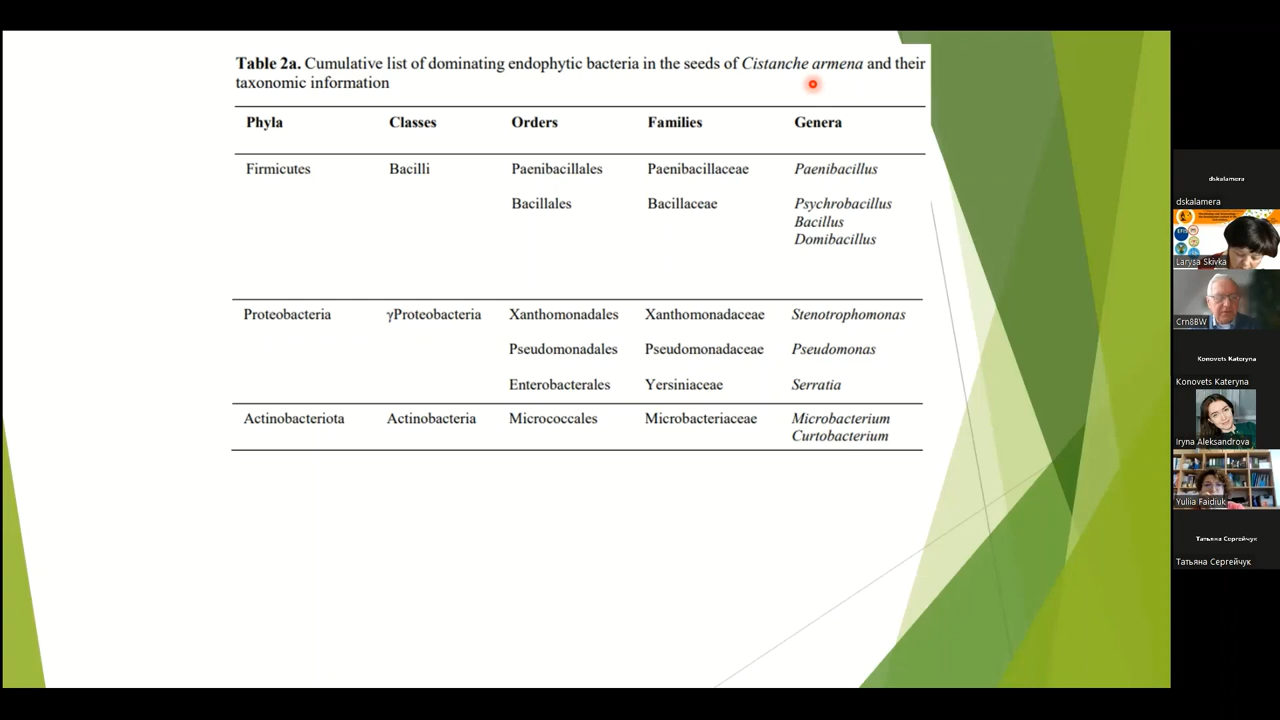 Table 2a. Cumulative list of dominating endophytic bacteria in the seeds of Cistanche armena and their
taxonomic information
Phyla Classes Orders Families Genera
Firmicutes Bacilli Paenibacillales Paenibacillaceae Paenibacillus
Bacillales Bacillaceae Psychrobacillus
Bacillus
Domibacillus
Proteobacteria γProteobacteria Xanthomonadales Xanthomonadaceae Stenotrophomonas
Pseudomonadales Pseudomonadaceae Pseudomonas
Enterobacterales Yersiniaceae Serratia
Actinobacteriota Actinobacteria Micrococcales Microbacteriaceae Microbacterium
Curtobacterium
dskalamera
dskalamera
EFIS
Larysa Skivka
Crn8BW
Konovets Kateryna
Konovets Kateryna
Iryna Aleksandrova
Yuliia Faidiuk
Татьяна Сергейчук
Татьяна Сергейчук